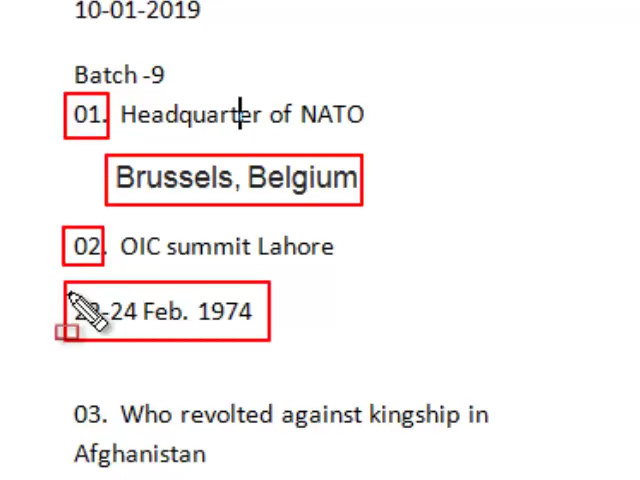 10-01-2019
Batch -9
01. Headquarter of NATO
Brussels, Belgium
02. OIC summit Lahore
-24 Feb. 1974
03. Who revolted against kingship in
Afghanistan